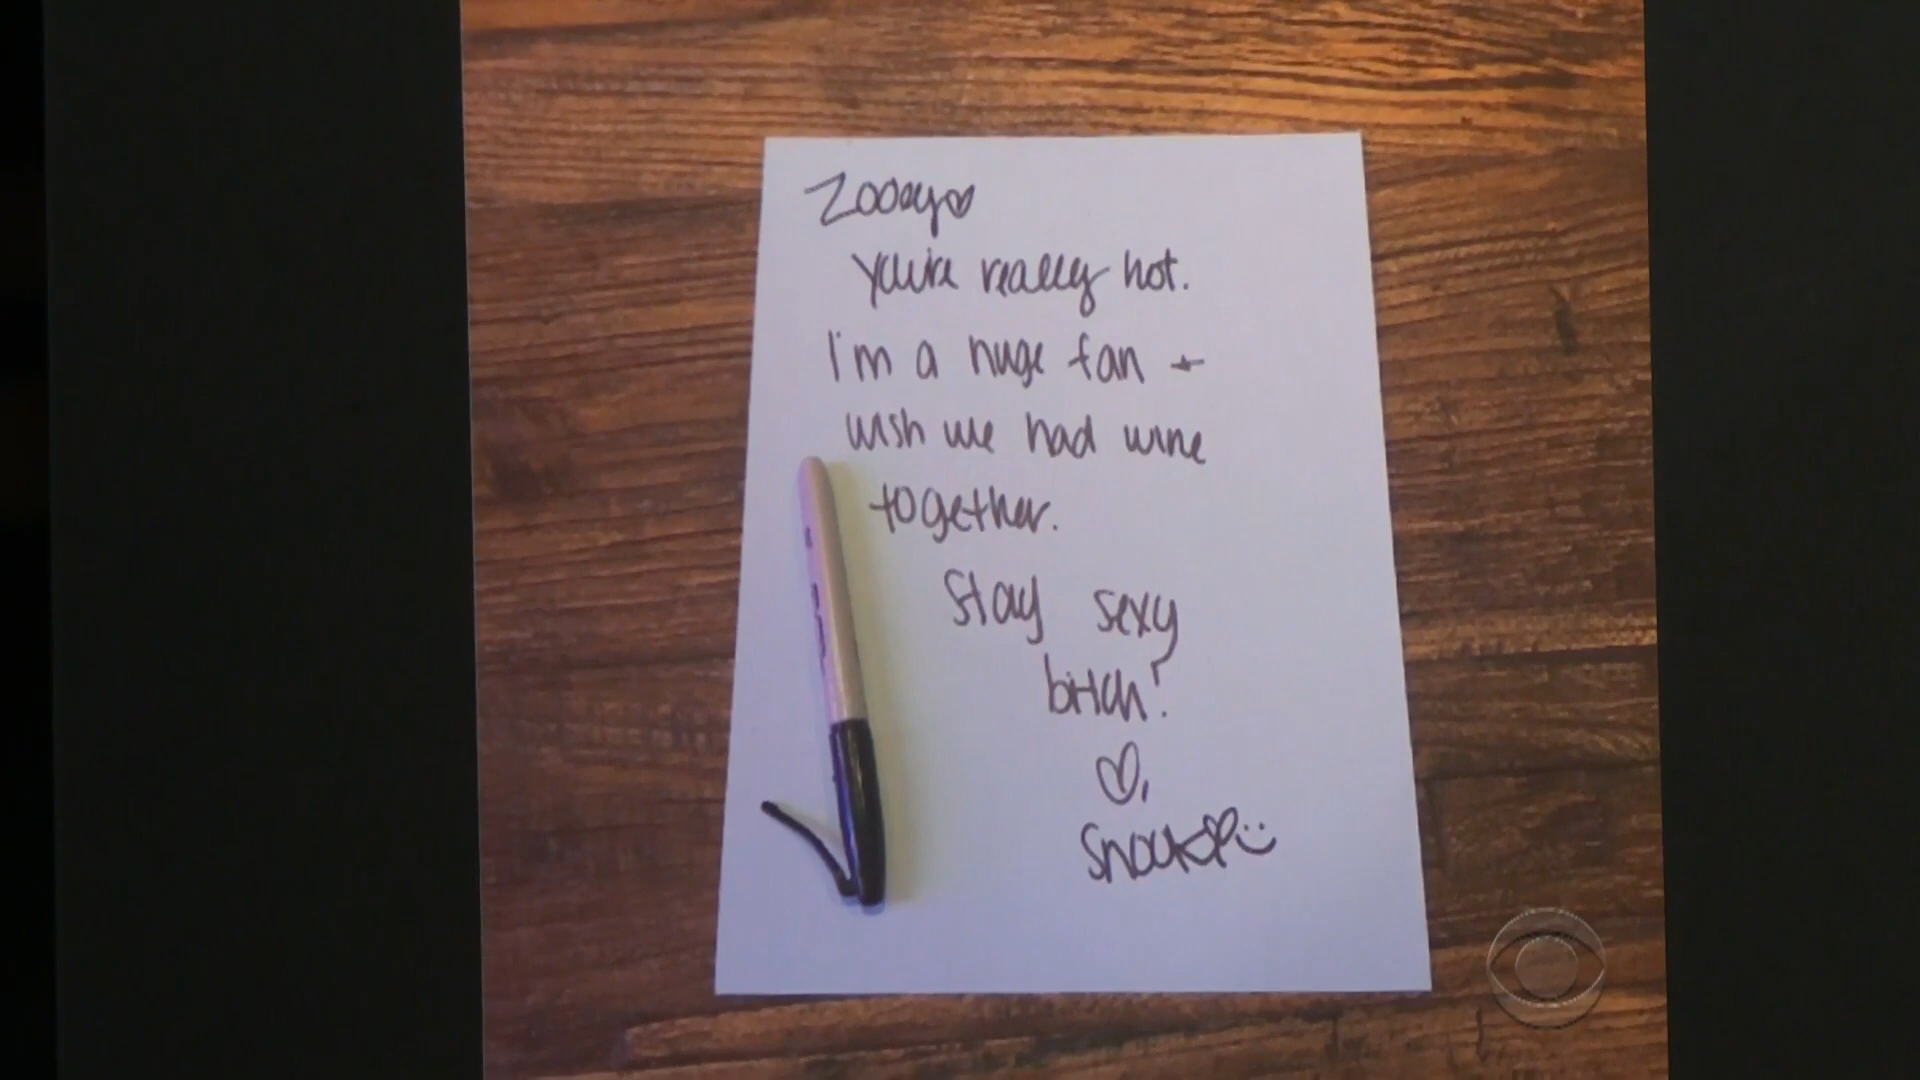 Zooey♡
you're really hot.
I'm a huge fan +
wish we had wine
together.
Stay sexy
bitch!
♡,
Snooki